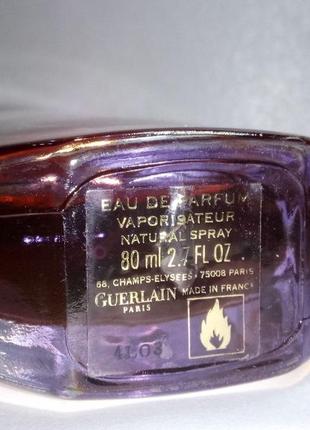 EAU DE PARFUM
VAPORISATEUR
NATURAL SPRAY
80 ml 2.7 FL OZ
68, CHAMPS-ELYSEES • 75008 PARIS
GUERLAIN MADE IN FRANCE
PARIS